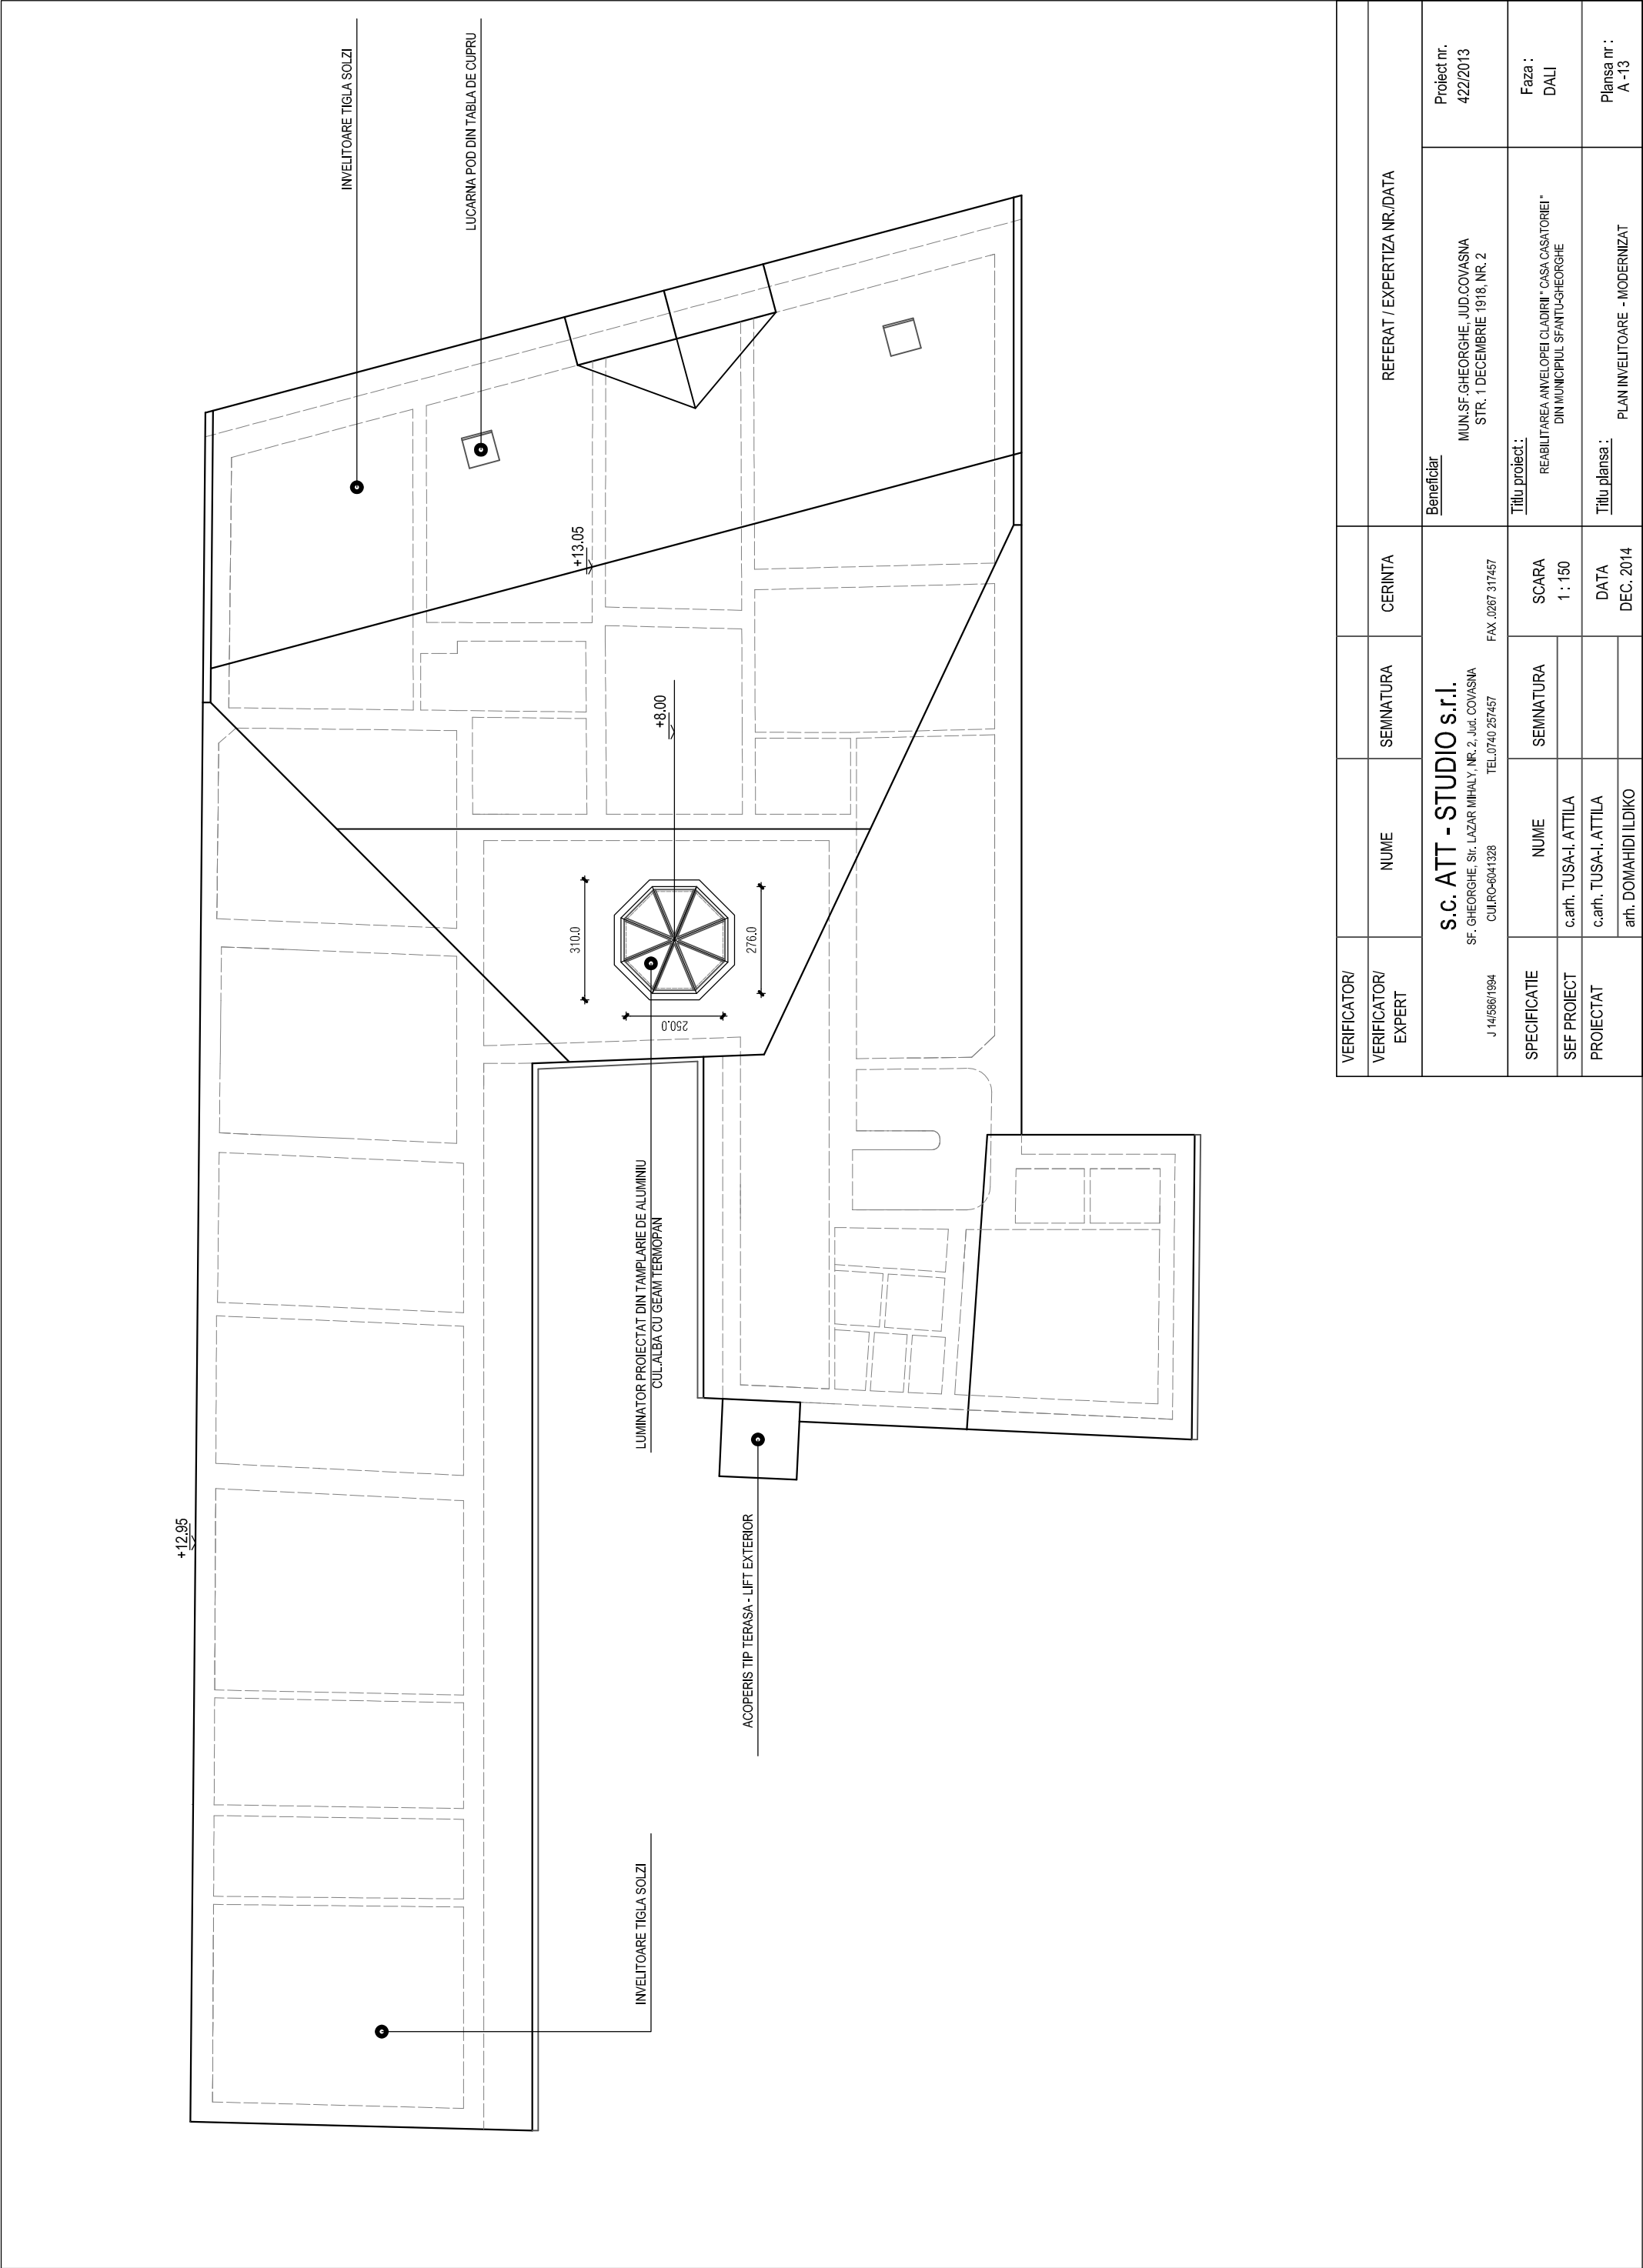 INVELITOARE TIGLA SOLZI
LUCARNA POD DIN TABLA DE CUPRU
+13.05
+8.00
310.0
276.0
250.0
LUMINATOR PROIECTAT DIN TAMPLARIE DE ALUMINIU
CUL.ALBA CU GEAM TERMOPAN
+12.95
ACOPERIS TIP TERASA - LIFT EXTERIOR
INVELITOARE TIGLA SOLZI
VERIFICATOR/
VERIFICATOR/
EXPERT
NUME
SEMNATURA
CERINTA
REFERAT / EXPERTIZA NR./DATA
s.c. ATT - STUDIO s.r.l.
SF. GHEORGHE, Str. LAZAR MIHALY, NR. 2, Jud. COVASNA
J 14/586/1994 CUI.RO-6041328 TEL.0740 257457 FAX .0267 317457
Beneficiar
MUN.SF.GHEORGHE, JUD.COVASNA
STR. 1 DECEMBRIE 1918, NR. 2
Proiect nr.
422/2013
SPECIFICATIE
NUME
SEMNATURA
SCARA
1 : 150
Titlu proiect :
REABILITAREA ANVELOPEI CLADIRII " CASA CASATORIEI "
DIN MUNICIPIUL SFANTU-GHEORGHE
Faza :
DALI
SEF PROIECT
c.arh. TUSA-I. ATTILA
PROIECTAT
c.arh. TUSA-I. ATTILA
arh. DOMAHIDI ILDIKO
DATA
DEC. 2014
Titlu plansa :
PLAN INVELITOARE - MODERNIZAT
Plansa nr :
A -13